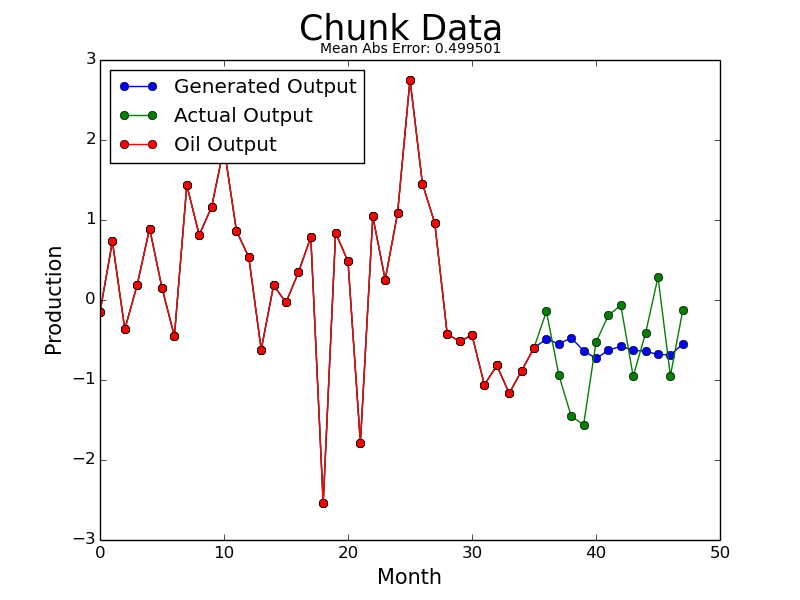 Chunk Data
Mean Abs Error: 0.499501
Generated Output
Actual Output
Oil Output
3
2
1
0
−1
−2
−3
Production
0 10 20 30 40 50
Month